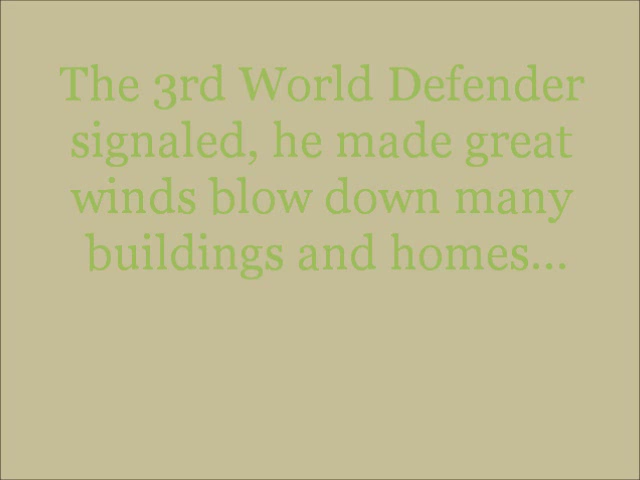 The 3rd World Defender
signaled, he made great
winds blow down many
buildings and homes...